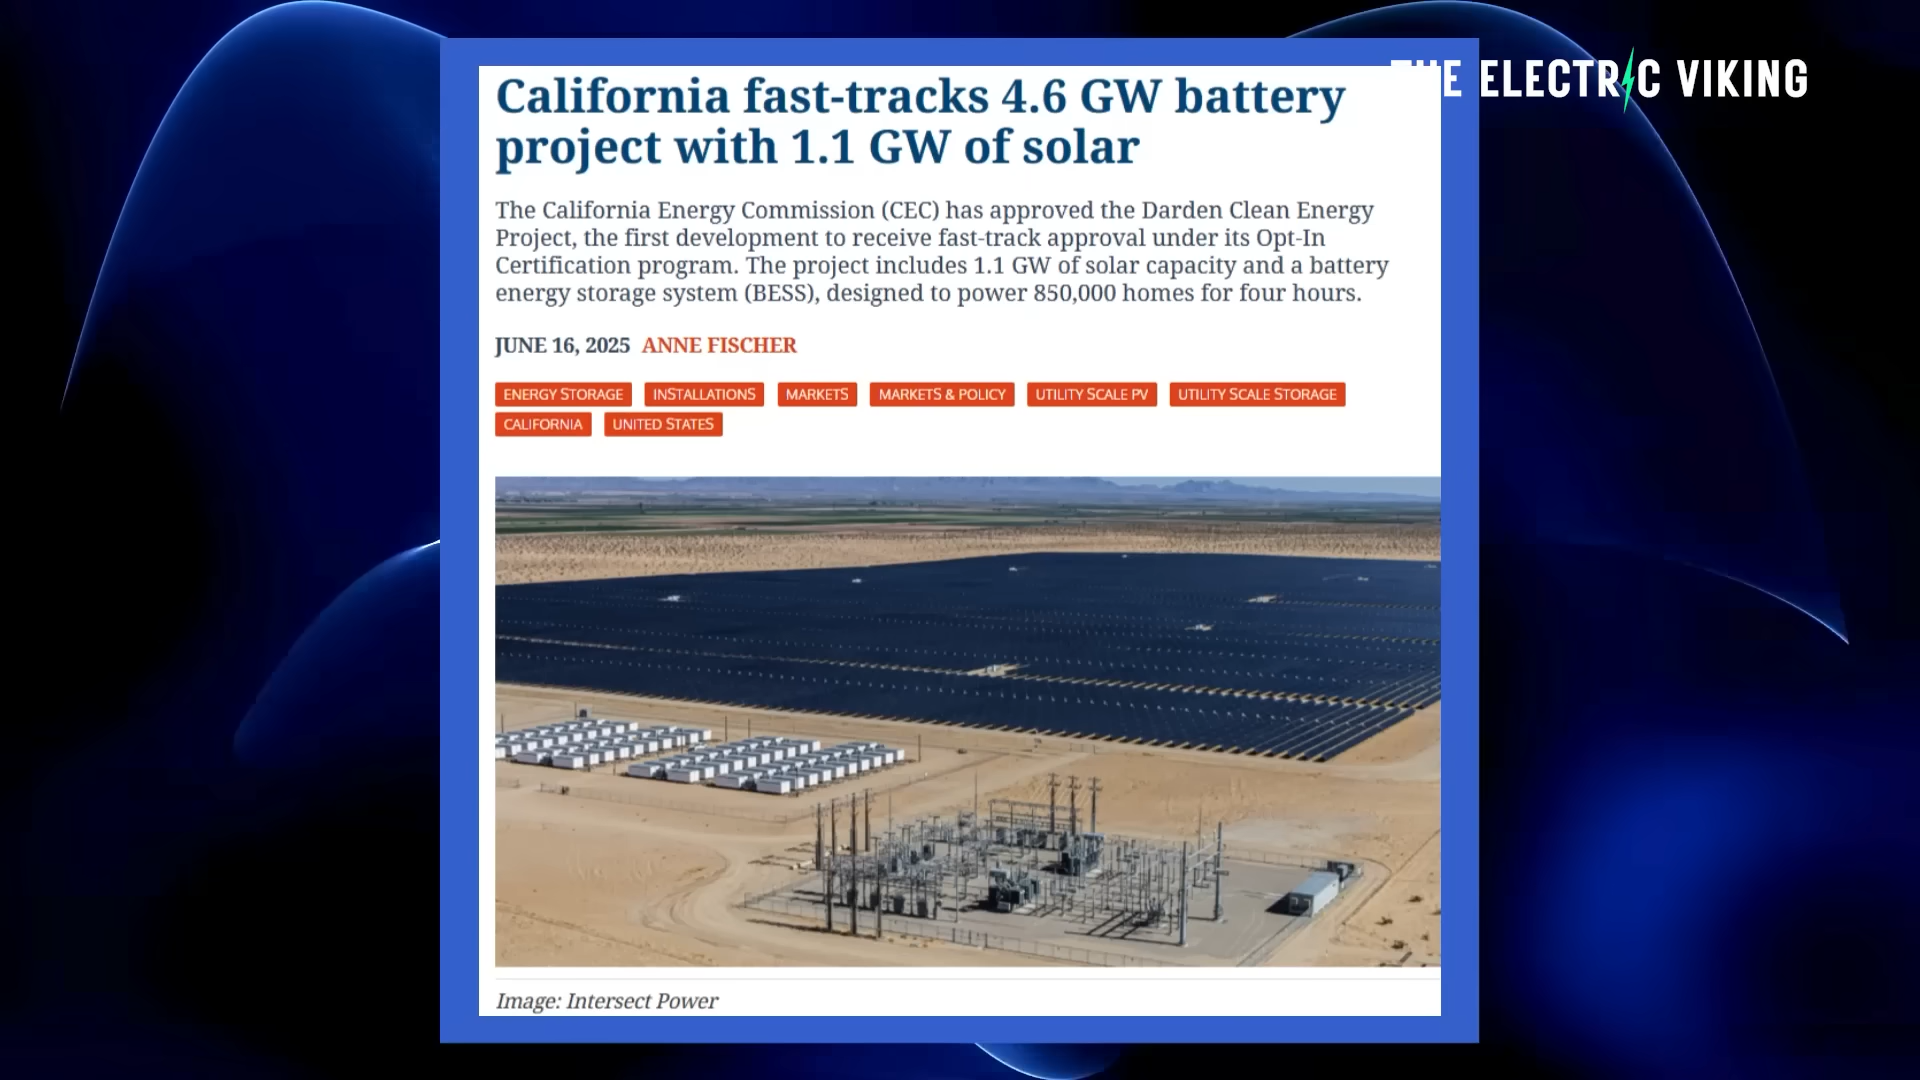 THE ELECTRIC VIKING
California fast-tracks 4.6 GW battery
project with 1.1 GW of solar
The California Energy Commission (CEC) has approved the Darden Clean Energy
Project, the first development to receive fast-track approval under its Opt-In
Certification program. The project includes 1.1 GW of solar capacity and a battery
energy storage system (BESS), designed to power 850,000 homes for four hours.
JUNE 16, 2025 ANNE FISCHER
ENERGY STORAGE INSTALLATIONS MARKETS MARKETS & POLICY UTILITY SCALE PV UTILITY SCALE STORAGE
CALIFORNIA UNITED STATES
Image: Intersect Power